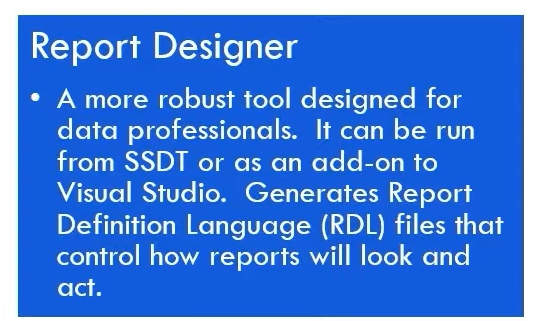 Report Designer
• A more robust tool designed for
data professionals.  It can be run
from SSDT or as an add-on to
Visual Studio.  Generates Report
Definition Language (RDL) files that
control how reports will look and
act.